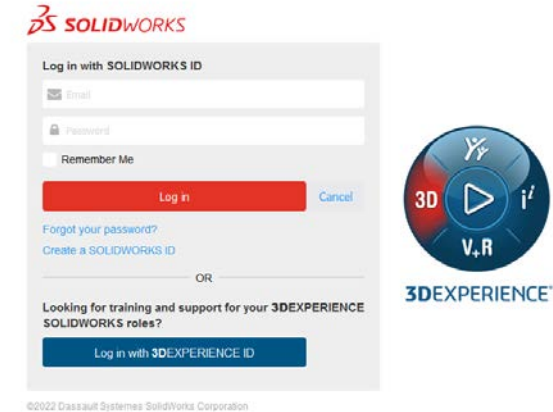 SOLIDWORKS
Log in with SOLIDWORKS ID
Email
Password
Remember Me
Log in
Cancel
Forgot your password?
Create a SOLIDWORKS ID
OR
Looking for training and support for your 3DEXPERIENCE
SOLIDWORKS roles?
Log in with 3DEXPERIENCE ID
©2022 Dassault Systemes SolidWorks Corporation
3D
i
V+R
3DEXPERIENCE®